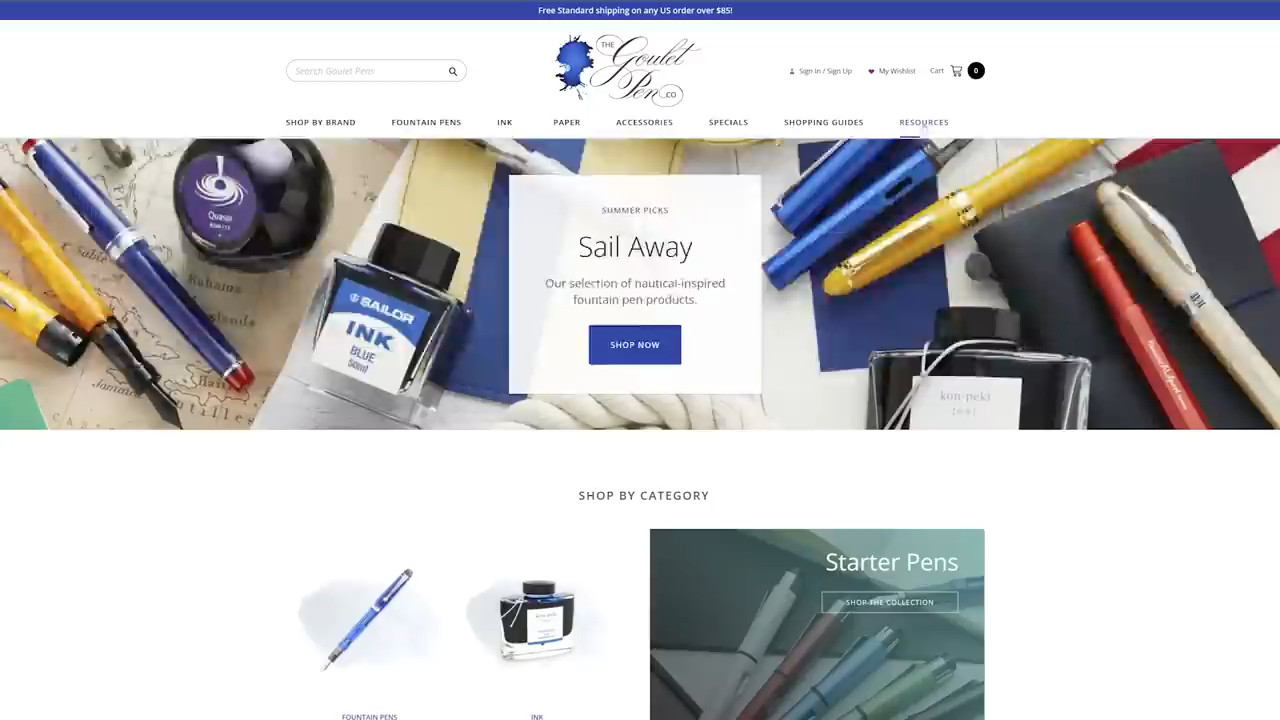 Free Standard shipping on any US order over $85!
Search Goulet Pens
THE Goulet Pen CO
Sign in / Sign Up
My Wishlist
Cart
0
SHOP BY BRAND
FOUNTAIN PENS
INK
PAPER
ACCESSORIES
SPECIALS
SHOPPING GUIDES
RESOURCES
SUMMER PICKS
Sail Away
Our selection of nautical-inspired
fountain pen products.
SHOP NOW
SAILOR
INK
BLUE
50ml
kon-peki
SHOP BY CATEGORY
Starter Pens
SHOP THE COLLECTION
FOUNTAIN PENS
INK